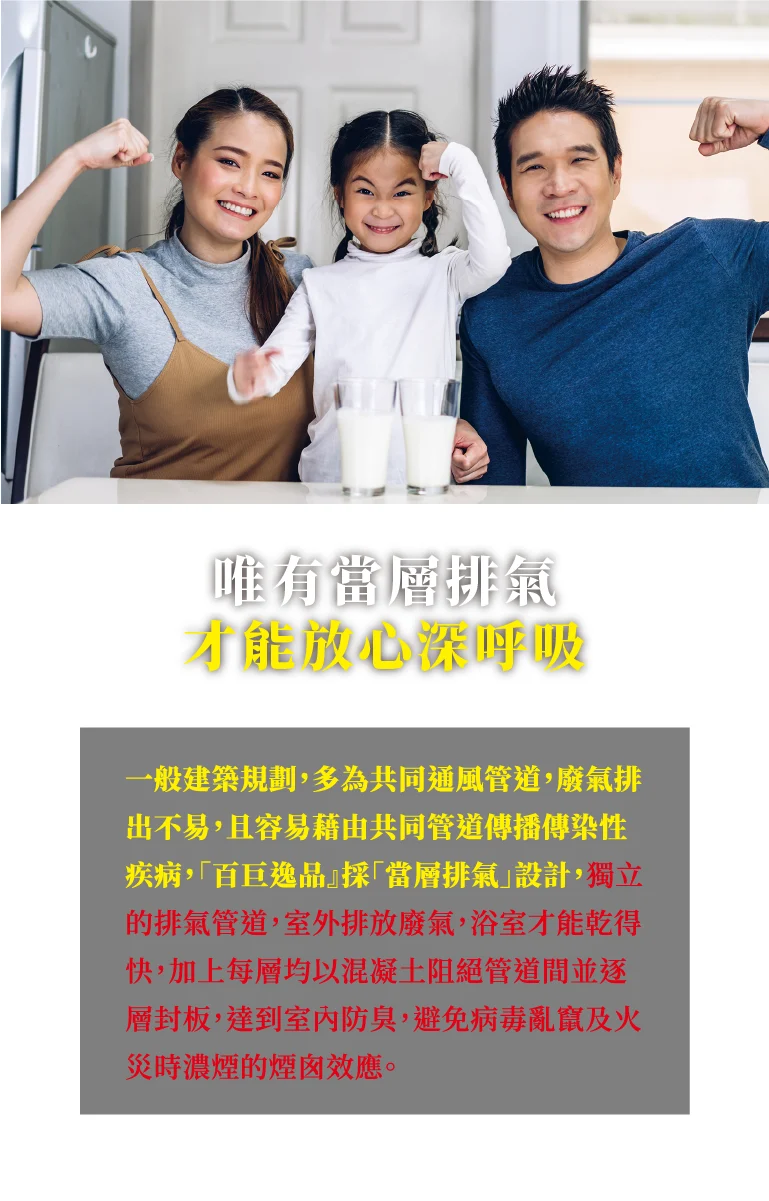 唯有當層排氣
才能放心深呼吸
一般建築規劃，多為共同通風管道，廢氣排
出不易，且容易藉由共同管道傳播傳染性
疾病，「百巨逸品』採「當層排氣」設計，獨立
的排氣管道，室外排放廢氣，浴室才能乾得
快，加上每層均以混凝土阻絕管道間並逐
層封板，達到室內防臭，避免病毒亂竄及火
災時濃煙的煙囪效應。